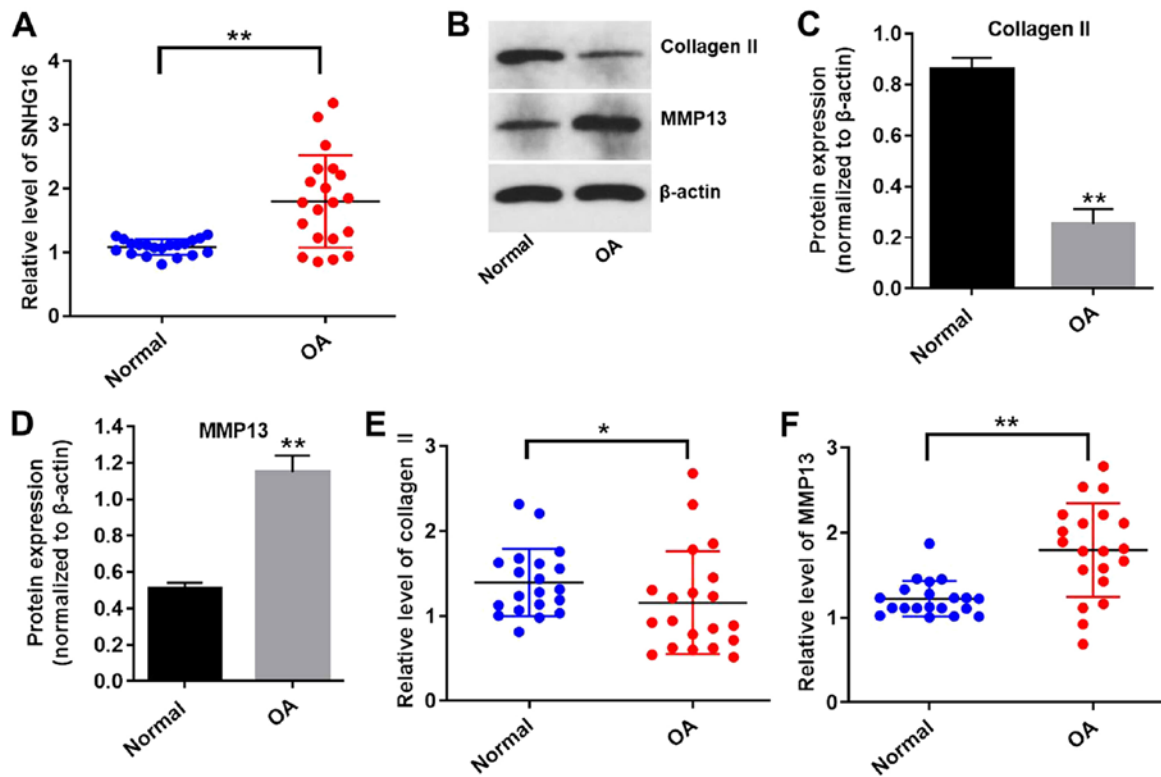 A
**
Relative level of SNHG16
4
3
2
1
0
Normal
OA
B
Collagen II
MMP13
β-actin
Normal
OA
C
Collagen II
Protein expression
(normalized to β-actin)
1.0
0.8
0.6
0.4
0.2
0.0
**
Normal
OA
D
MMP13
Protein expression
(normalized to β-actin)
1.4
1.2
1.0
0.8
0.6
0.4
0.2
0.0
**
Normal
OA
E
*
Relative level of collagen II
3
2
1
0
Normal
OA
F
**
Relative level of MMP13
3
2
1
0
Normal
OA